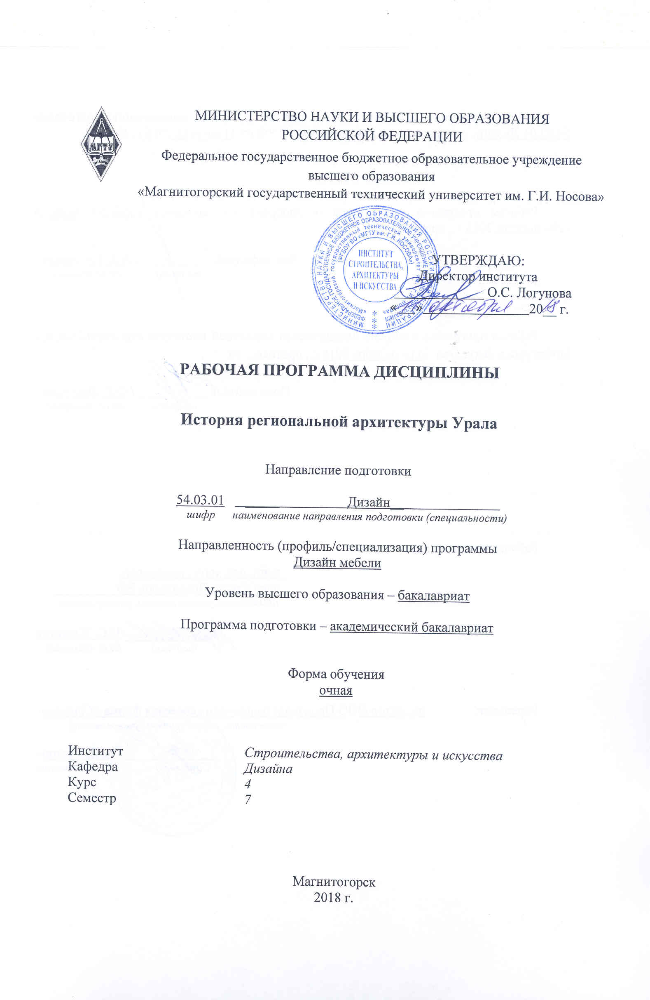 МИНИСТЕРСТВО НАУКИ И ВЫСШЕГО ОБРАЗОВАНИЯ
РОССИЙСКОЙ ФЕДЕРАЦИИ
Федеральное государственное бюджетное образовательное учреждение
высшего образования
«Магнитогорский государственный технический университет им. Г.И. Носова»
МГТУ
МИНИСТЕРСТВО НАУКИ И ВЫСШЕГО ОБРАЗОВАНИЯ РОССИЙСКОЙ ФЕДЕРАЦИИ
ФЕДЕРАЛЬНОЕ ГОСУДАРСТВЕННОЕ БЮДЖЕТНОЕ ОБРАЗОВАТЕЛЬНОЕ УЧРЕЖДЕНИЕ ВЫСШЕГО ОБРАЗОВАНИЯ
«Магнитогорский государственный технический университет им. Г.И. Носова»
(ФГБОУ ВО «МГТУ им. Г.И. НОСОВА»)
ИНСТИТУТ
СТРОИТЕЛЬСТВА,
АРХИТЕКТУРЫ
И ИСКУССТВА
УТВЕРЖДАЮ:
Директор института
О.С. Логунова
« » октября 2018 г.
РАБОЧАЯ ПРОГРАММА ДИСЦИПЛИНЫ
История региональной архитектуры Урала
Направление подготовки
54.03.01 Дизайн
шифр наименование направления подготовки (специальности)
Направленность (профиль/специализация) программы
Дизайн мебели
Уровень высшего образования – бакалавриат
Программа подготовки – академический бакалавриат
Форма обучения
очная
Институт Строительства, архитектуры и искусства
Кафедра Дизайна
Курс 4
Семестр 7
Магнитогорск
2018 г.